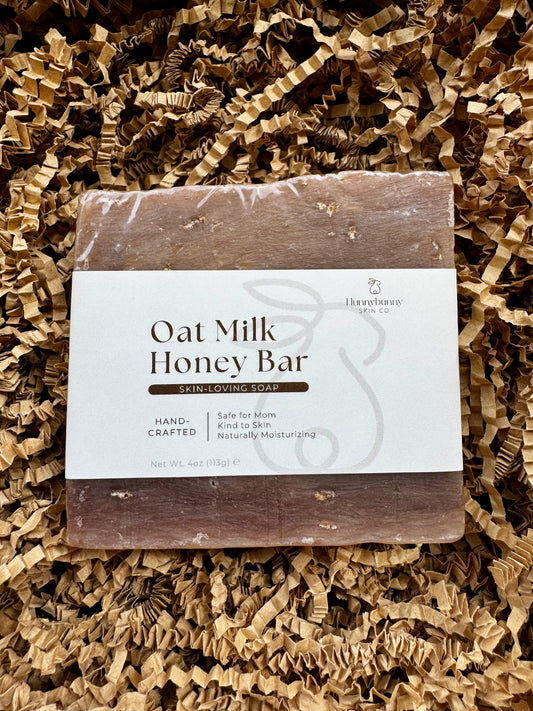 Hunnybunny
SKIN CO
Oat Milk
Honey Bar
SKIN-LOVING SOAP
HAND-
CRAFTED
Safe for Mom
Kind to Skin
Naturally Moisturizing
Net Wt. 4oz (113g) ℮